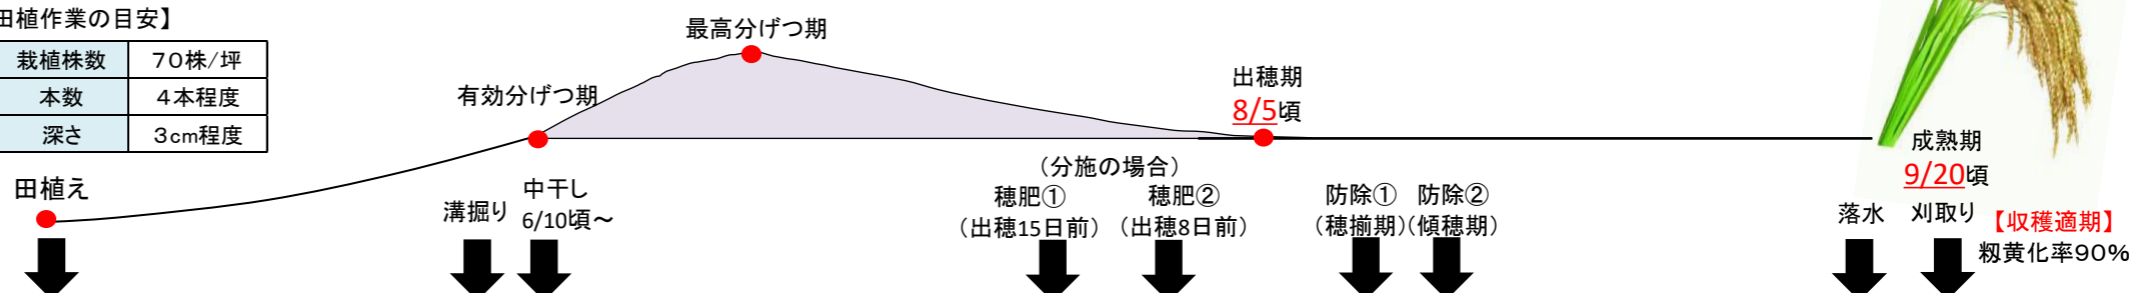 田植作業の目安】
栽植株数 70株/坪
本数 4本程度
深さ 3cm程度
最高分げつ期
有効分げつ期
出穂期
8/5頃
成熟期
9/20頃
田植え
溝掘り
中干し
6/10頃～
（分施の場合）
穂肥①
（出穂15日前）
穂肥②
（出穂8日前）
防除①
（穂揃期）
防除②
（傾穂期）
落水
刈取り
【収穫適期】
籾黄化率90％